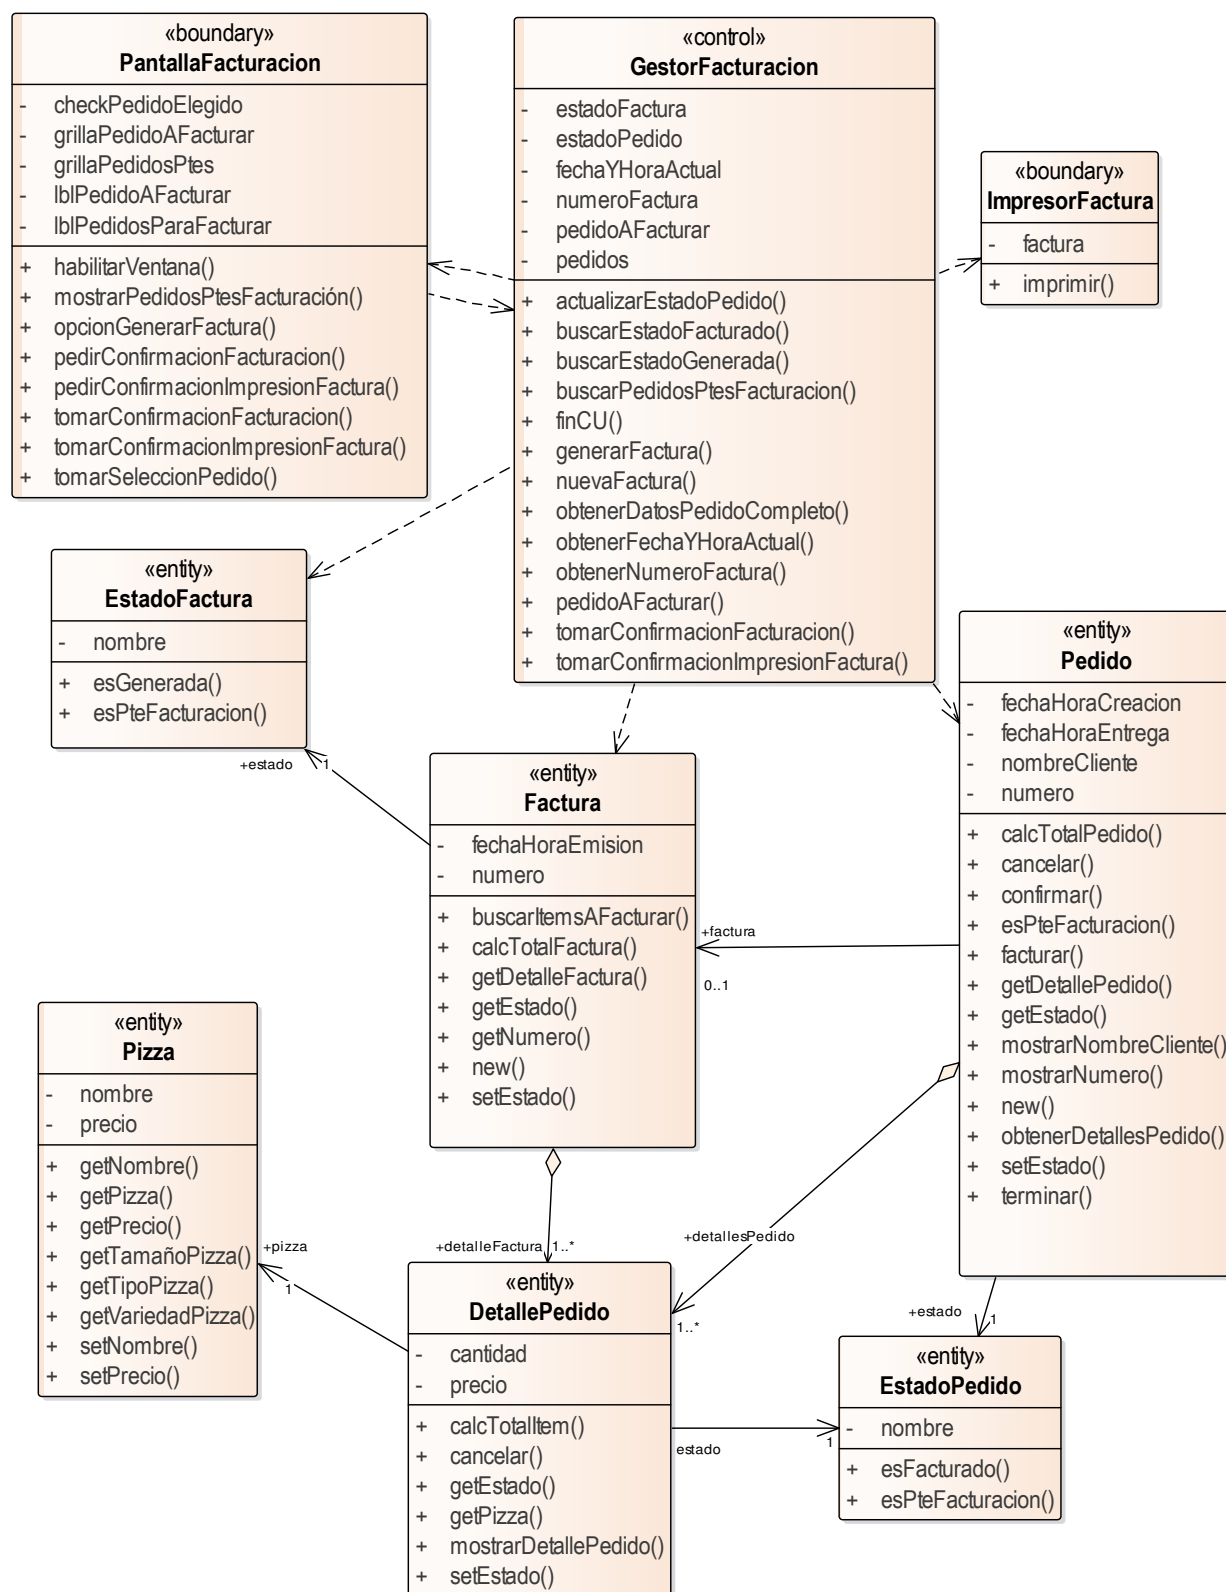 «boundary»
PantallaFacturacion
- checkPedidoElegido
- grillaPedidoAFacturar
- grillaPedidosPtes
- lblPedidoAFacturar
- lblPedidosParaFacturar
+ habilitarVentana()
+ mostrarPedidosPtesFacturación()
+ opcionGenerarFactura()
+ pedirConfirmacionFacturacion()
+ pedirConfirmacionImpresionFactura()
+ tomarConfirmacionFacturacion()
+ tomarConfirmacionImpresionFactura()
+ tomarSeleccionPedido()
«control»
GestorFacturacion
- estadoFactura
- estadoPedido
- fechaYHoraActual
- numeroFactura
- pedidoAFacturar
- pedidos
+ actualizarEstadoPedido()
+ buscarEstadoFacturado()
+ buscarEstadoGenerada()
+ buscarPedidosPtesFacturacion()
+ finCU()
+ generarFactura()
+ nuevaFactura()
+ obtenerDatosPedidoCompleto()
+ obtenerFechaYHoraActual()
+ obtenerNumeroFactura()
+ pedidoAFacturar()
+ tomarConfirmacionFacturacion()
+ tomarConfirmacionImpresionFactura()
«boundary»
ImpresorFactura
- factura
+ imprimir()
«entity»
EstadoFactura
- nombre
+ esGenerada()
+ esPteFacturacion()
+estado 1
«entity»
Pedido
- fechaHoraCreacion
- fechaHoraEntrega
- nombreCliente
- numero
+ calcTotalPedido()
+ cancelar()
+ confirmar()
+ esPteFacturacion()
+ facturar()
+ getDetallePedido()
+ getEstado()
+ mostrarNombreCliente()
+ mostrarNumero()
+ new()
+ obtenerDetallesPedido()
+ setEstado()
+ terminar()
«entity»
Factura
- fechaHoraEmision
- numero
+ buscarItemsAFacturar()
+ calcTotalFactura()
+ getDetalleFactura()
+ getEstado()
+ getNumero()
+ new()
+ setEstado()
+factura
0..1
«entity»
Pizza
- nombre
- precio
+ getNombre()
+ getPizza()
+ getPrecio()
+ getTamañoPizza()
+ getTipoPizza()
+ getVariedadPizza()
+ setNombre()
+ setPrecio()
+pizza
1
+detalleFactura 1..*
+detallesPedido
1..*
«entity»
DetallePedido
- cantidad
- precio
+ calcTotalItem()
+ cancelar()
+ getEstado()
+ getPizza()
+ mostrarDetallePedido()
+ setEstado()
estado 1
+estado 1
«entity»
EstadoPedido
- nombre
+ esFacturado()
+ esPteFacturacion()